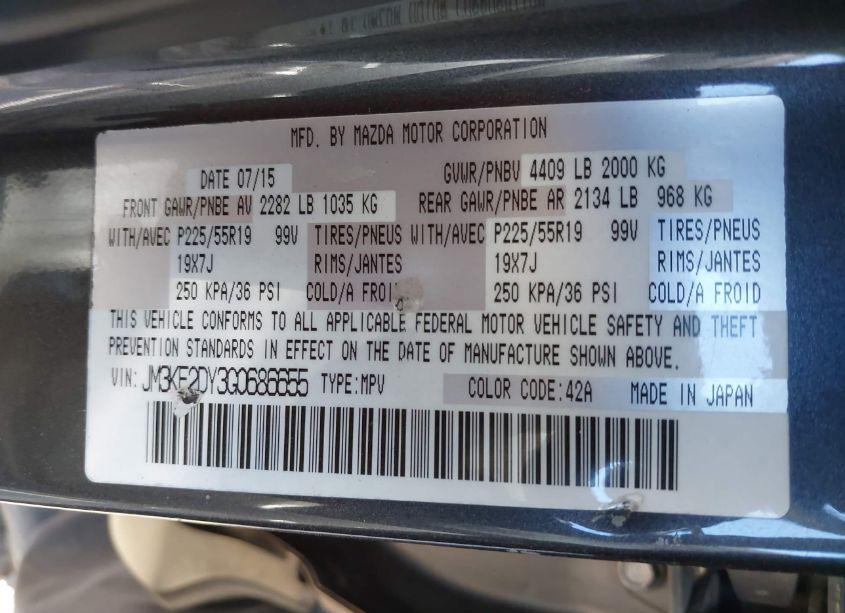 MFD. BY MAZDA MOTOR CORPORATION
DATE 07/15 GVWR/PNBV 4409 LB 2000 KG
FRONT GAWR/PNBE AV 2282 LB 1035 KG REAR GAWR/PNBE AR 2134 LB 968 KG
WITH/AVEC P225/55R19 99V TIRES/PNEUS WITH/AVEC P225/55R19 99V TIRES/PNEUS
19X7J RIMS/JANTES 19X7J RIMS/JANTES
250 KPA/36 PSI COLD/A FROID 250 KPA/36 PSI COLD/A FROID
THIS VEHICLE CONFORMS TO ALL APPLICABLE FEDERAL MOTOR VEHICLE SAFETY AND THEFT
PREVENTION STANDARDS IN EFFECT ON THE DATE OF MANUFACTURE SHOWN ABOVE.
VIN: JM3KE2DY3G0686655 TYPE:MPV COLOR CODE:42A MADE IN JAPAN